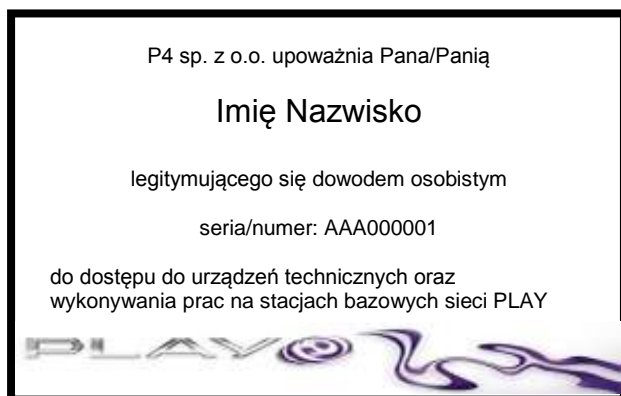 P4 sp. z o.o. upoważnia Pana/Panią
Imię Nazwisko
legitymującego się dowodem osobistym
seria/numer: AAA000001
do dostępu do urządzeń technicznych oraz
wykonywania prac na stacjach bazowych sieci PLAY
PLAY